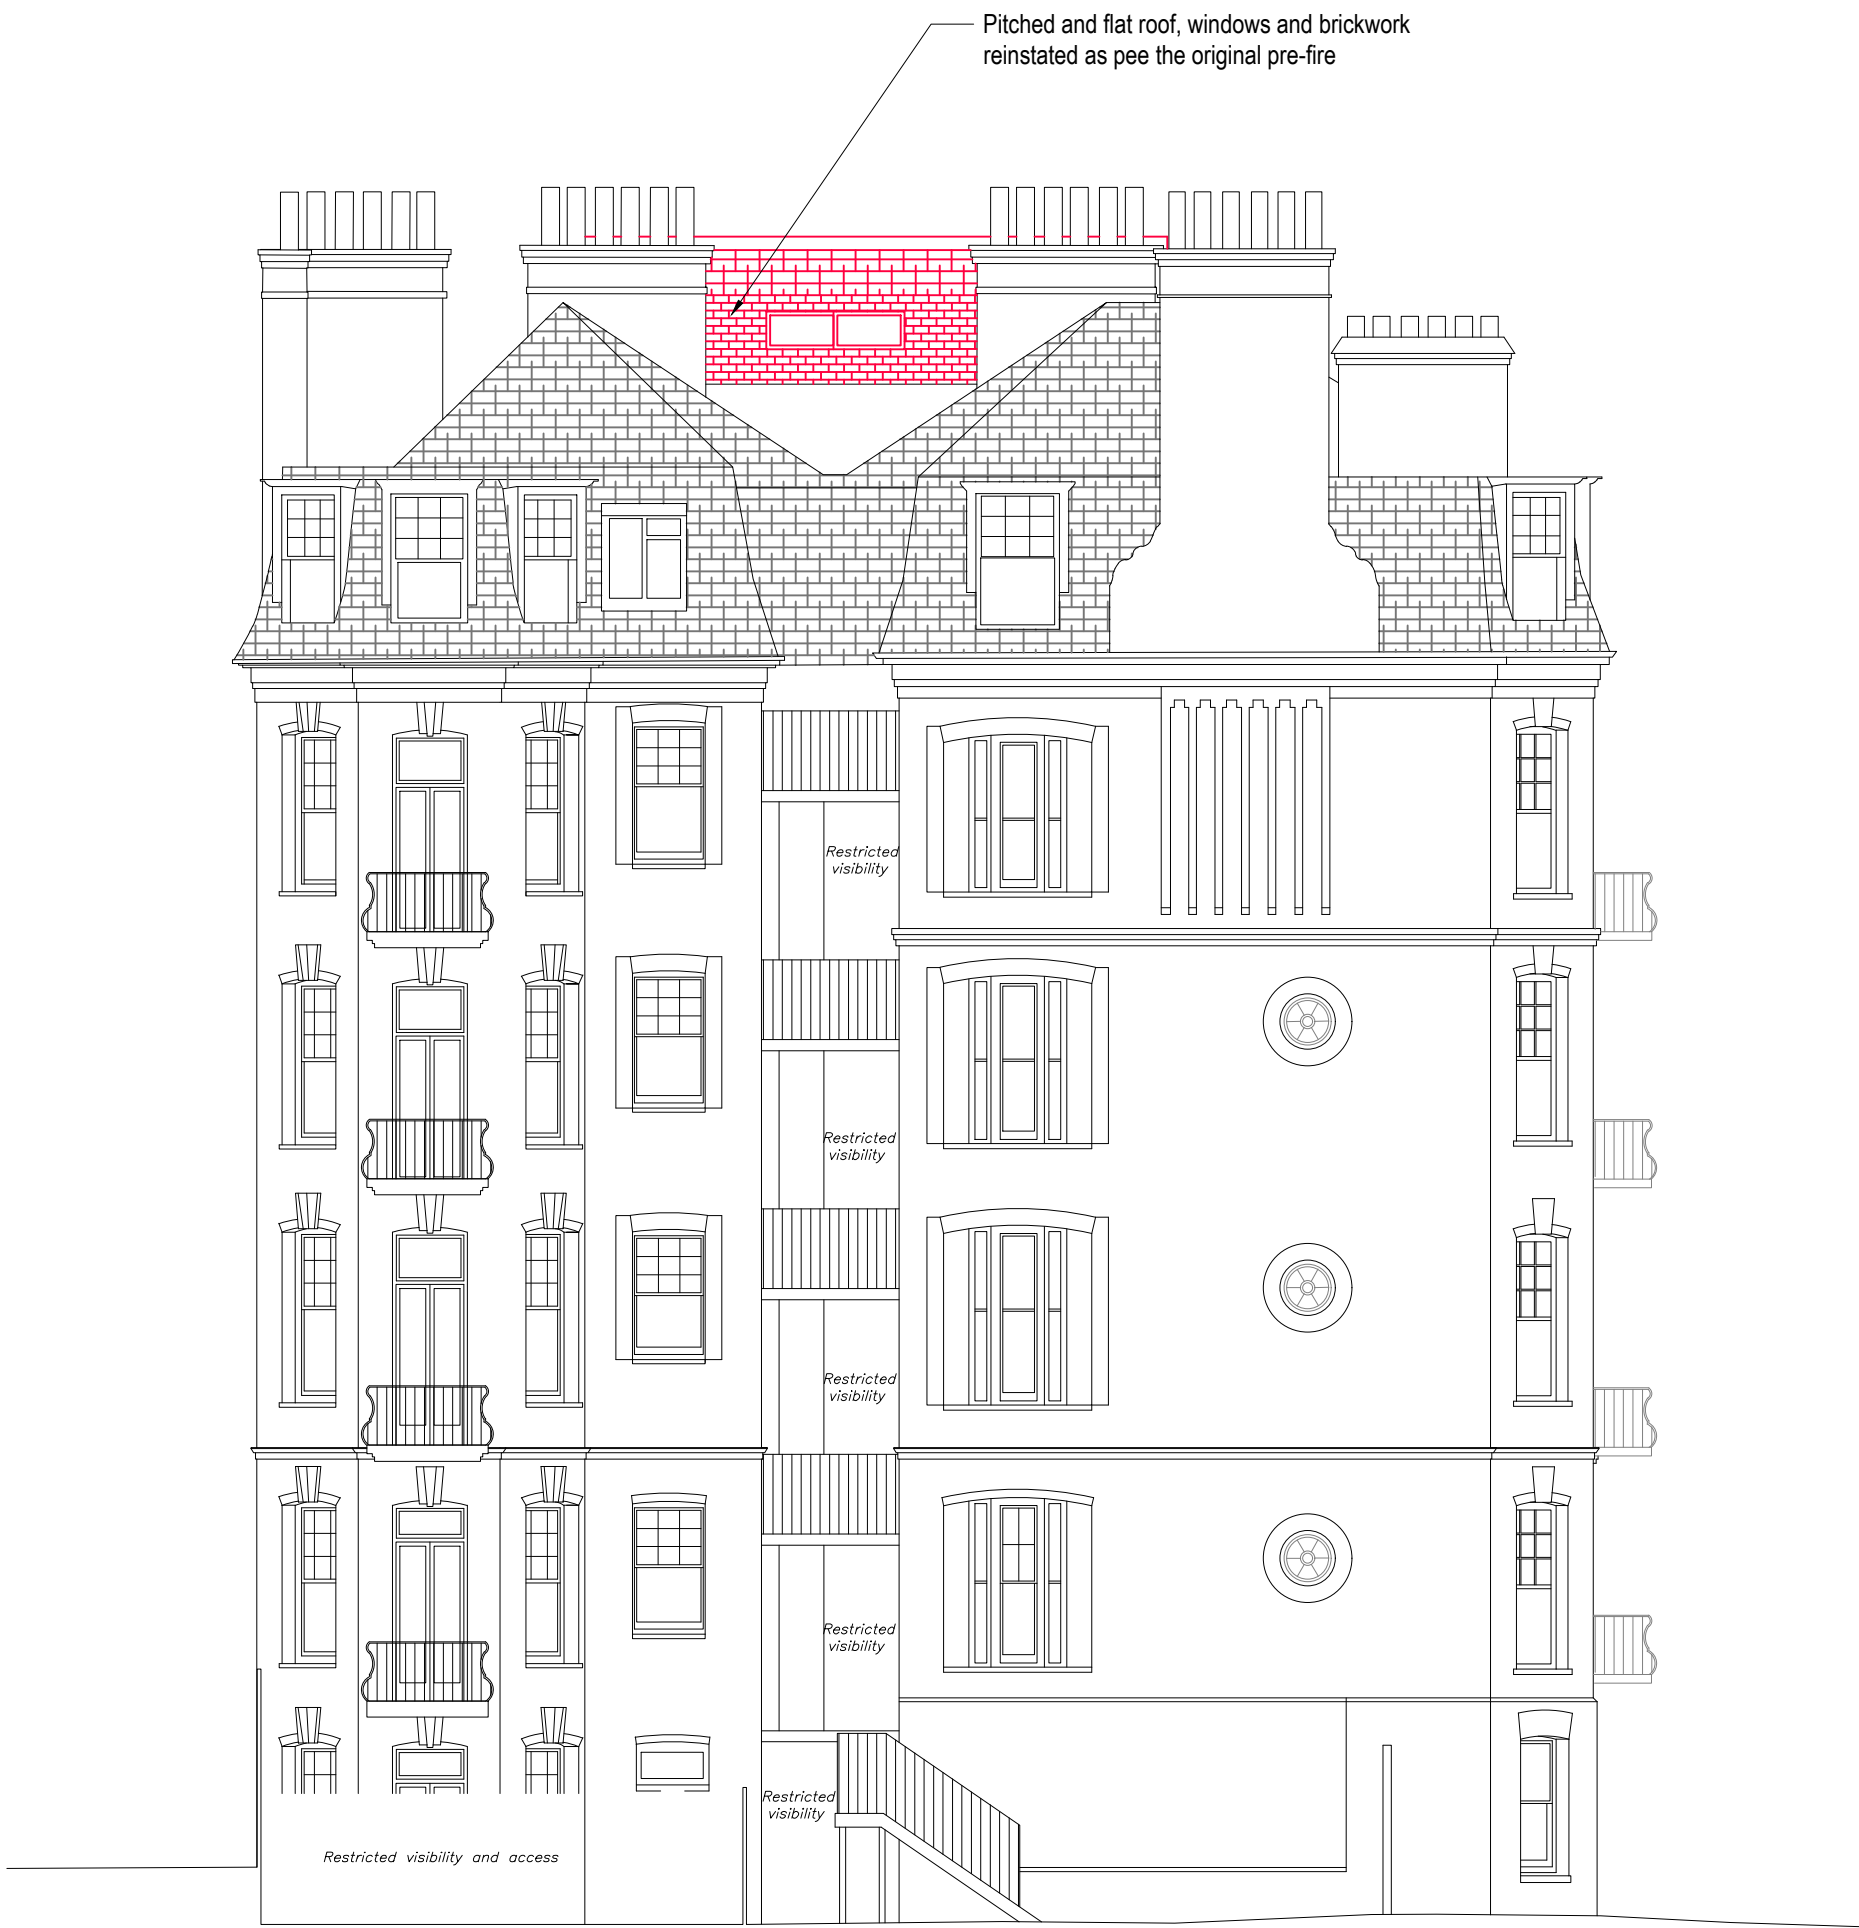 Pitched and flat roof, windows and brickwork
reinstated as pee the original pre-fire
Restricted
visibility
Restricted
visibility
Restricted
visibility
Restricted
visibility
Restricted
visibility
Restricted visibility and access